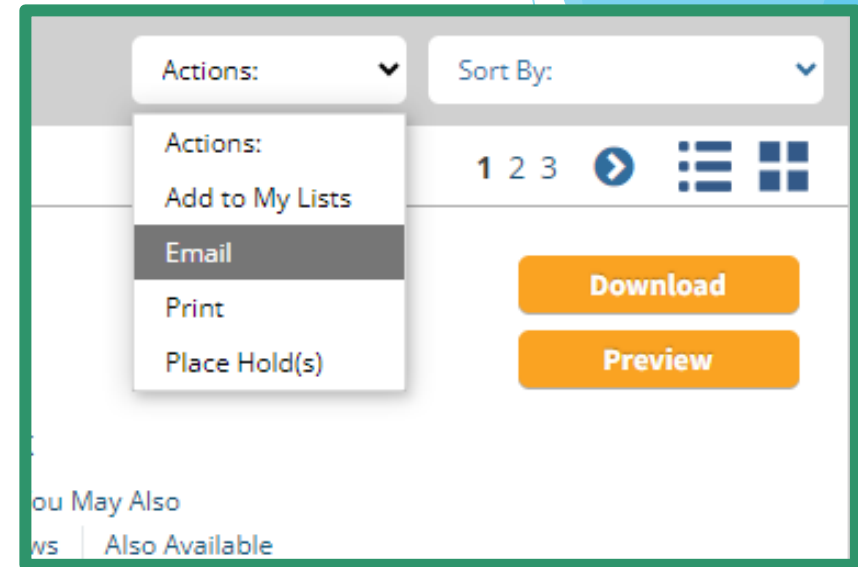 Actions: Sort By:
Actions:
1 2 3
Add to My Lists
Email
Download
Print
Preview
Place Hold(s)
ou May Also
ws Also Available